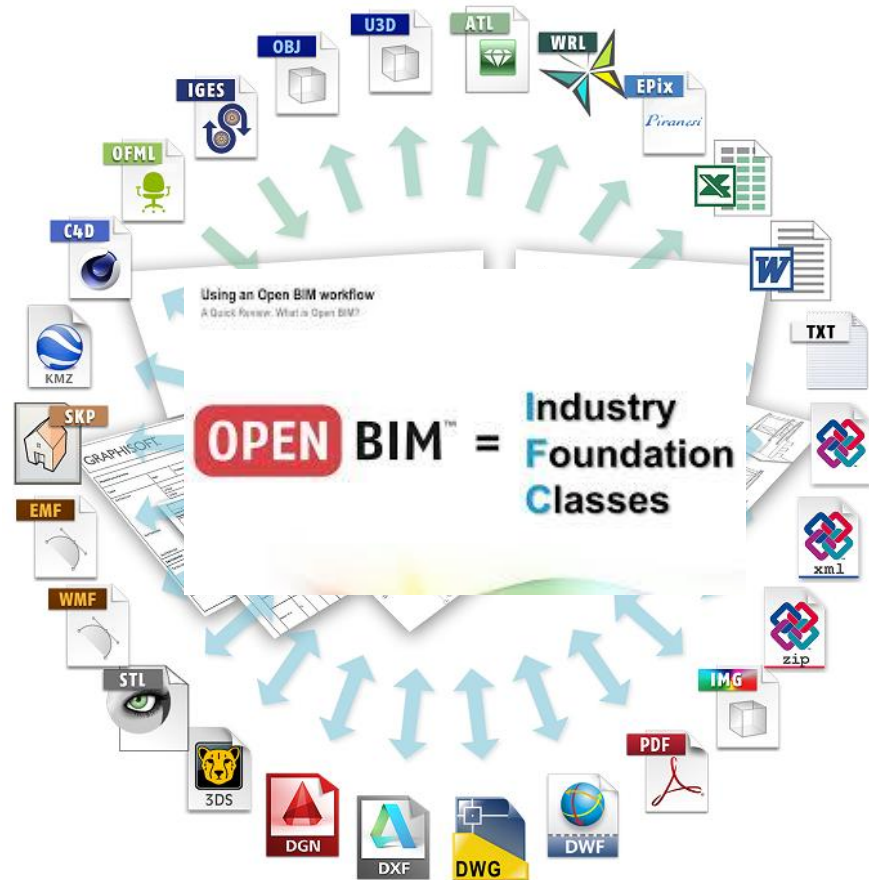 U3D
ATL
OBJ
WRL
IGES
EPix
Piranesi
OFML
C4D
W
TXT
KMZ
Using an Open BIM workflow
A Quick Review: What is Open BIM?
SKP
GRAPHISOFT
OPEN BIM™ = Industry
Foundation
Classes
EMF
xml
WMF
zip
STL
IMG
PDF
3DS
DGN
DXF
DWG
DWF